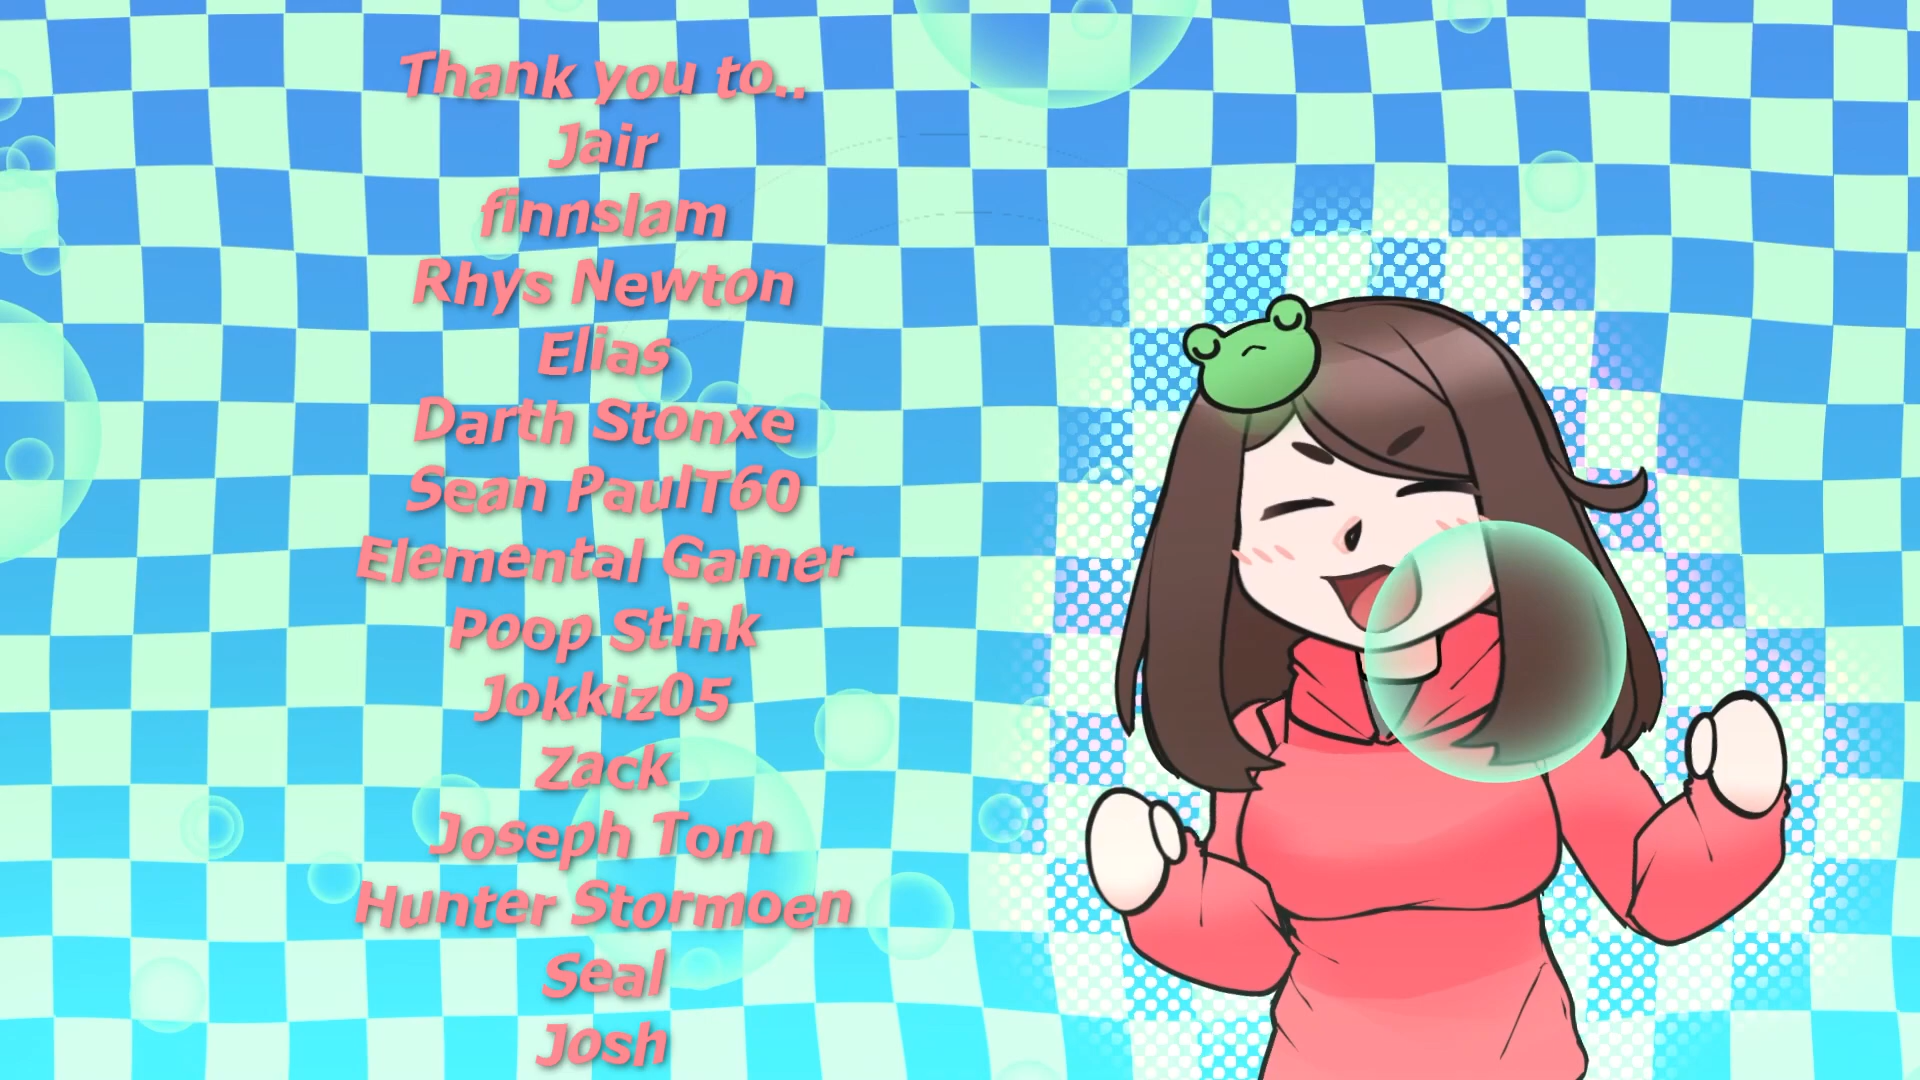 Thank you to..
Jair
finnslam
Rhys Newton
Elias
Darth Stonxe
Sean PaulT60
Elemental Gamer
Poop Stink
Jokkiz05
Zack
Joseph Tom
Hunter Stormoen
Seal
Josh